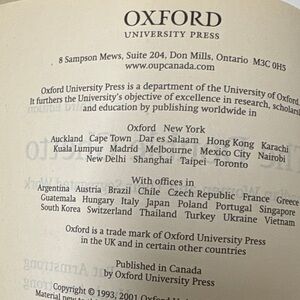 OXFORD
UNIVERSITY PRESS
8 Sampson Mews, Suite 204, Don Mills, Ontario M3C 0H5
www.oupcanada.com
Oxford University Press is a department of the University of Oxford.
It furthers the University's objective of excellence in research, scholars
and education by publishing worldwide in
Oxford New York
Auckland Cape Town Dar es Salaam Hong Kong Karachi
Kuala Lumpur Madrid Melbourne Mexico City Nairobi
New Delhi Shanghai Taipei Toronto
With offices in
Argentina Austria Brazil Chile Czech Republic France Greece
Guatemala Hungary Italy Japan Poland Portugal Singapore
South Korea Switzerland Thailand Turkey Ukraine Vietnam
Oxford is a trade mark of Oxford University Press
in the UK and in certain other countries
Published in Canada
by Oxford University Press
Copyright © 1993, 2001 Oxford
Material new to